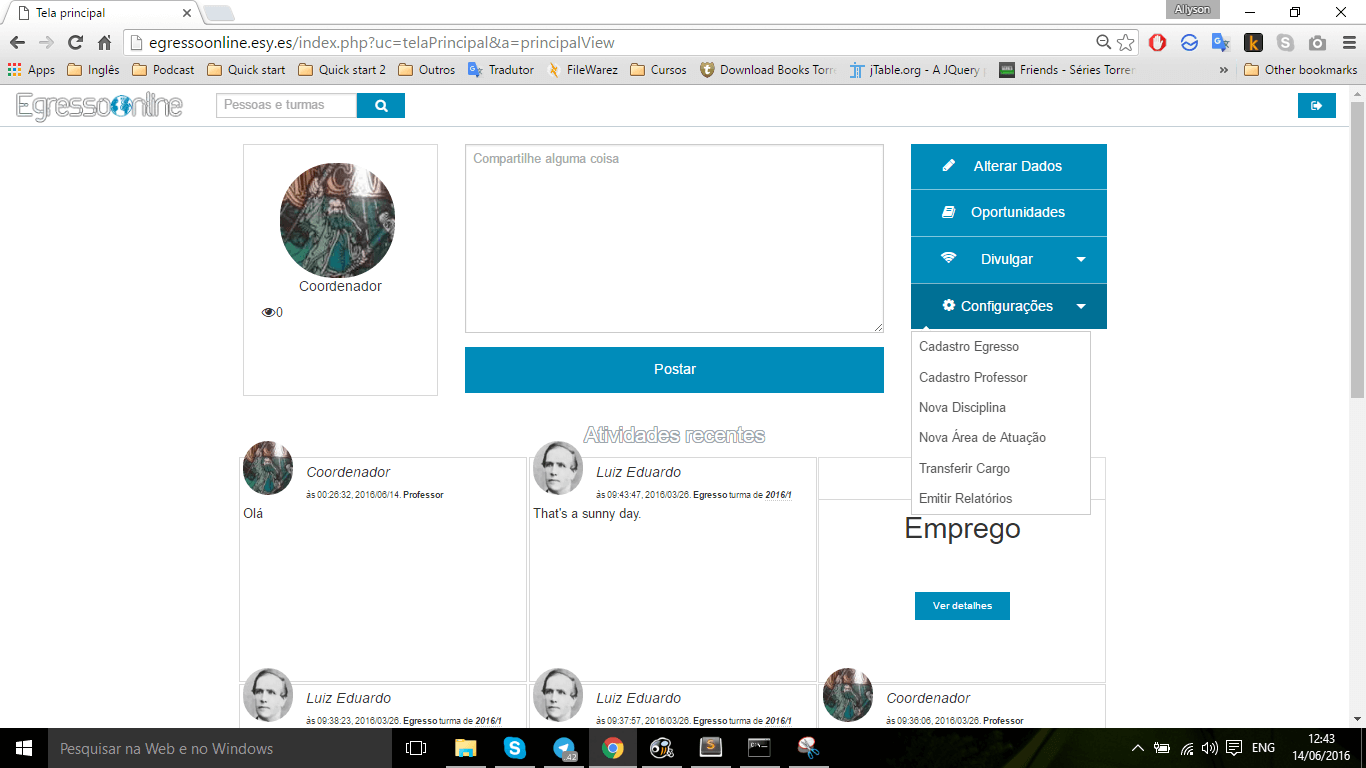 Tela principal
Allyson
egressoonline.esy.es/index.php?uc=telaPrincipal&a=principalView
Apps Inglês Podcast Quick start Quick start 2 Outros Tradutor FileWarez Cursos Download Books Torre jTable.org - A JQuery Friends - Séries Torren » Other bookmarks
EgressoOnline Pessoas e turmas
Coordenador
0
Compartilhe alguma coisa
Postar
Alterar Dados
Oportunidades
Divulgar
Configurações
Cadastro Egresso
Cadastro Professor
Nova Disciplina
Nova Área de Atuação
Transferir Cargo
Emitir Relatórios
Atividades recentes
Coordenador
às 00:26:32, 2016/06/14. Professor
Olá
Luiz Eduardo
às 09:43:47, 2016/03/26. Egresso turma de 2016/1
That's a sunny day.
Emprego
Ver detalhes
Luiz Eduardo
às 09:38:23, 2016/03/26. Egresso turma de 2016/1
Luiz Eduardo
às 09:37:57, 2016/03/26. Egresso turma de 2016/1
Coordenador
às 09:36:06, 2016/03/26. Professor
Pesquisar na Web e no Windows
42
ENG
12:43
14/06/2016